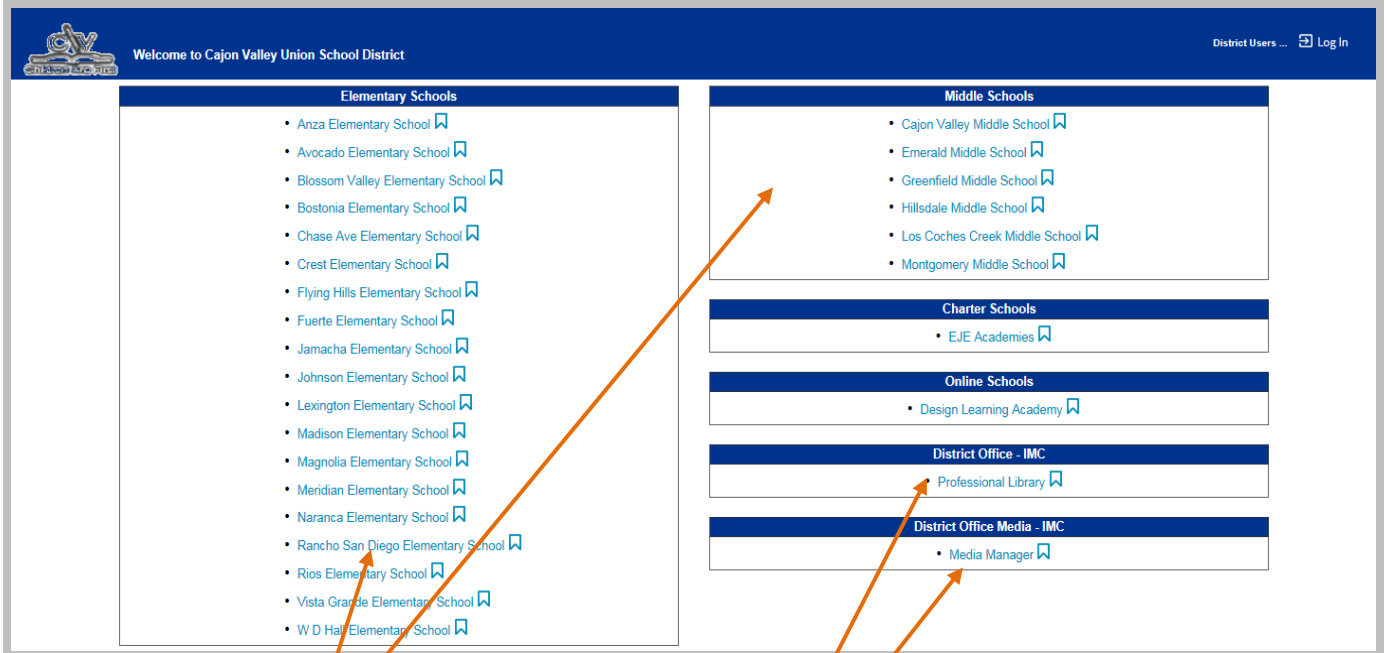 Welcome to Cajon Valley Union School District
District Users ... Log In
Elementary Schools
• Anza Elementary School
• Avocado Elementary School
• Blossom Valley Elementary School
• Bostonia Elementary School
• Chase Ave Elementary School
• Crest Elementary School
• Flying Hills Elementary School
• Fuerte Elementary School
• Jamacha Elementary School
• Johnson Elementary School
• Lexington Elementary School
• Madison Elementary School
• Magnolia Elementary School
• Meridian Elementary School
• Naranca Elementary School
• Rancho San Diego Elementary School
• Rios Elementary School
• Vista Grande Elementary School
• W D Hall Elementary School
Middle Schools
• Cajon Valley Middle School
• Emerald Middle School
• Greenfield Middle School
• Hillsdale Middle School
• Los Coches Creek Middle School
• Montgomery Middle School
Charter Schools
• EJE Academies
Online Schools
• Design Learning Academy
District Office - IMC
• Professional Library
District Office Media - IMC
• Media Manager